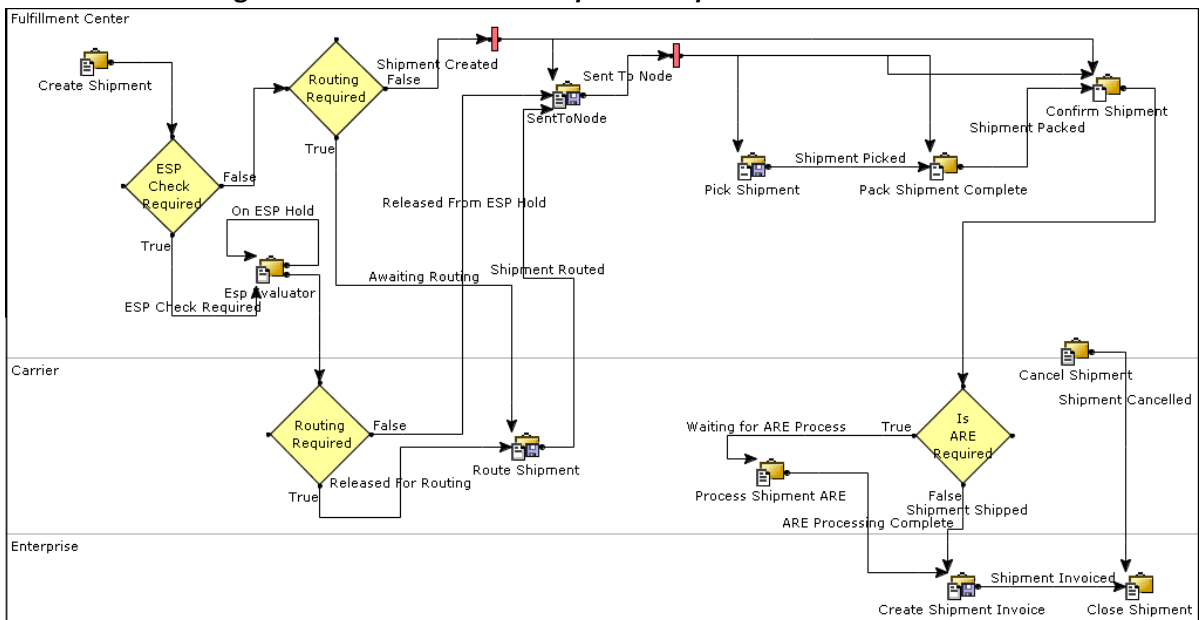 Fulfillment Center
Create Shipment
Routing
Required
False
Shipment Created
Sent To Node
SentToNode
Confirm Shipment
True
Shipment Packed
Shipment Picked
Pick Shipment
Pack Shipment Complete
ESP
Check
Required
False
True
On ESP Hold
Released From ESP Hold
Esp Evaluator
ESP Check Required
Awaiting Routing
Shipment Routed
Carrier
Cancel Shipment
Shipment Cancelled
Routing
Required
False
True
Released For Routing
Route Shipment
Waiting for ARE Process
True
Is
ARE
Required
Process Shipment ARE
False
Shipment Shipped
ARE Processing Complete
Enterprise
Shipment Invoiced
Create Shipment Invoice
Close Shipment